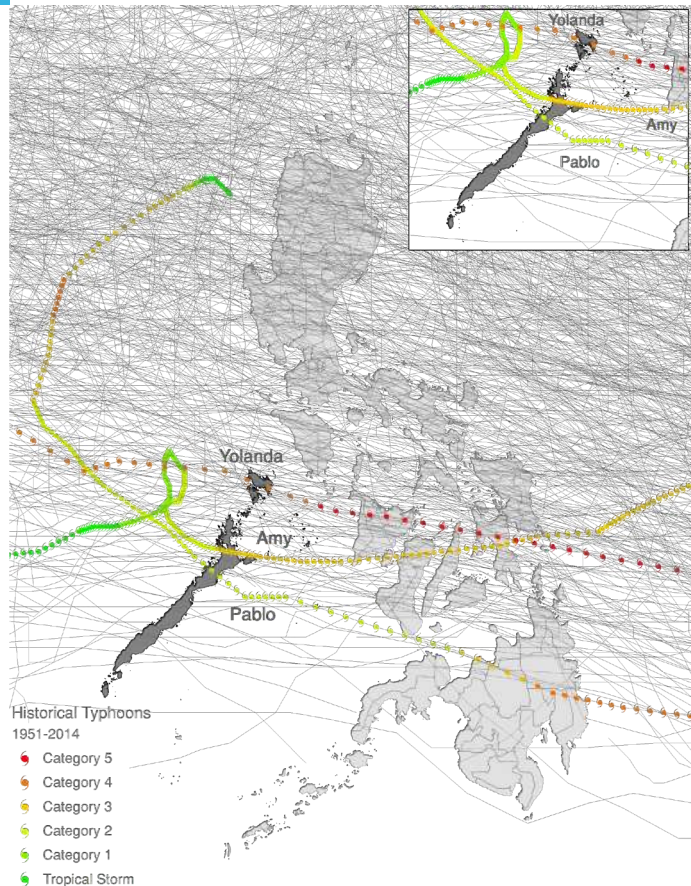 Yolanda
Amy
Pablo
Yolanda
Amy
Pablo
Historical Typhoons
1951-2014
Category 5
Category 4
Category 3
Category 2
Category 1
Tropical Storm